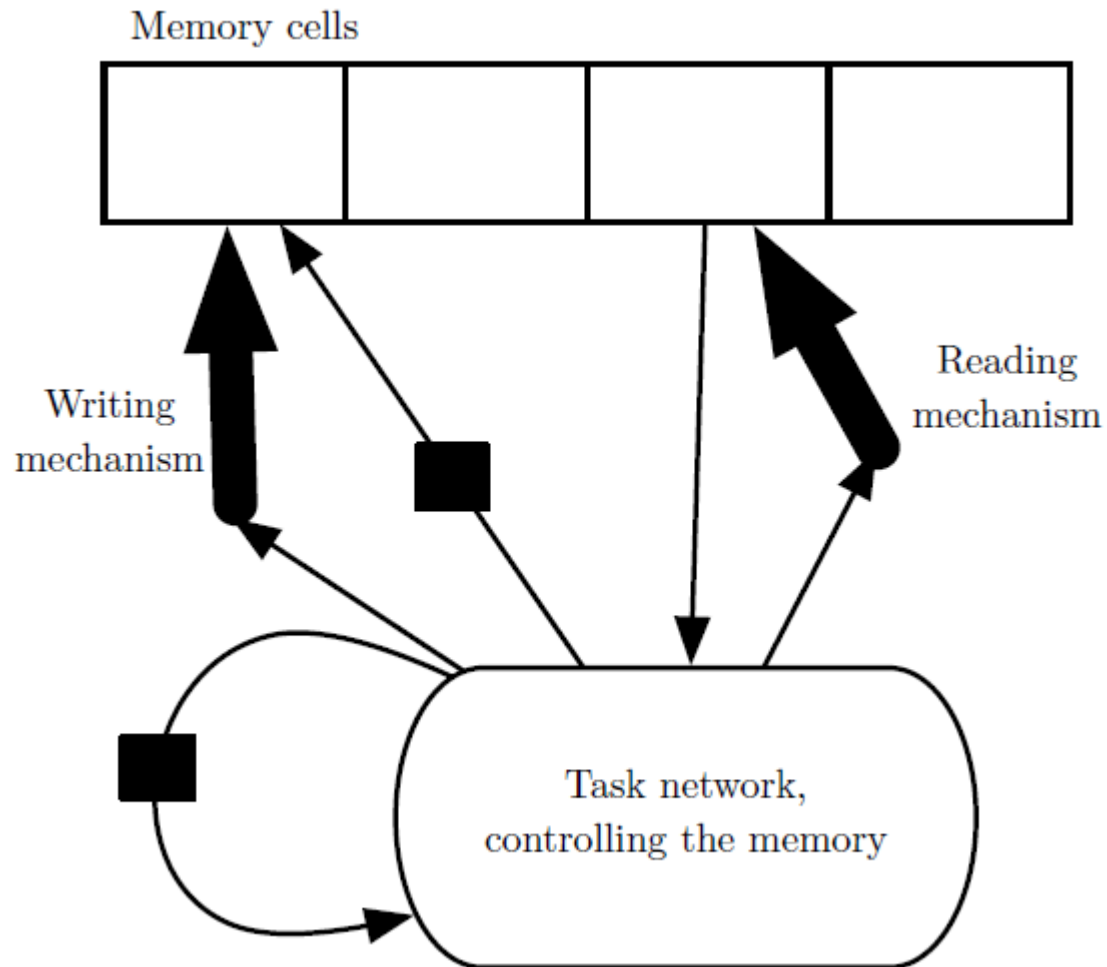 Memory cells
Writing
mechanism
Reading
mechanism
Task network,
controlling the memory